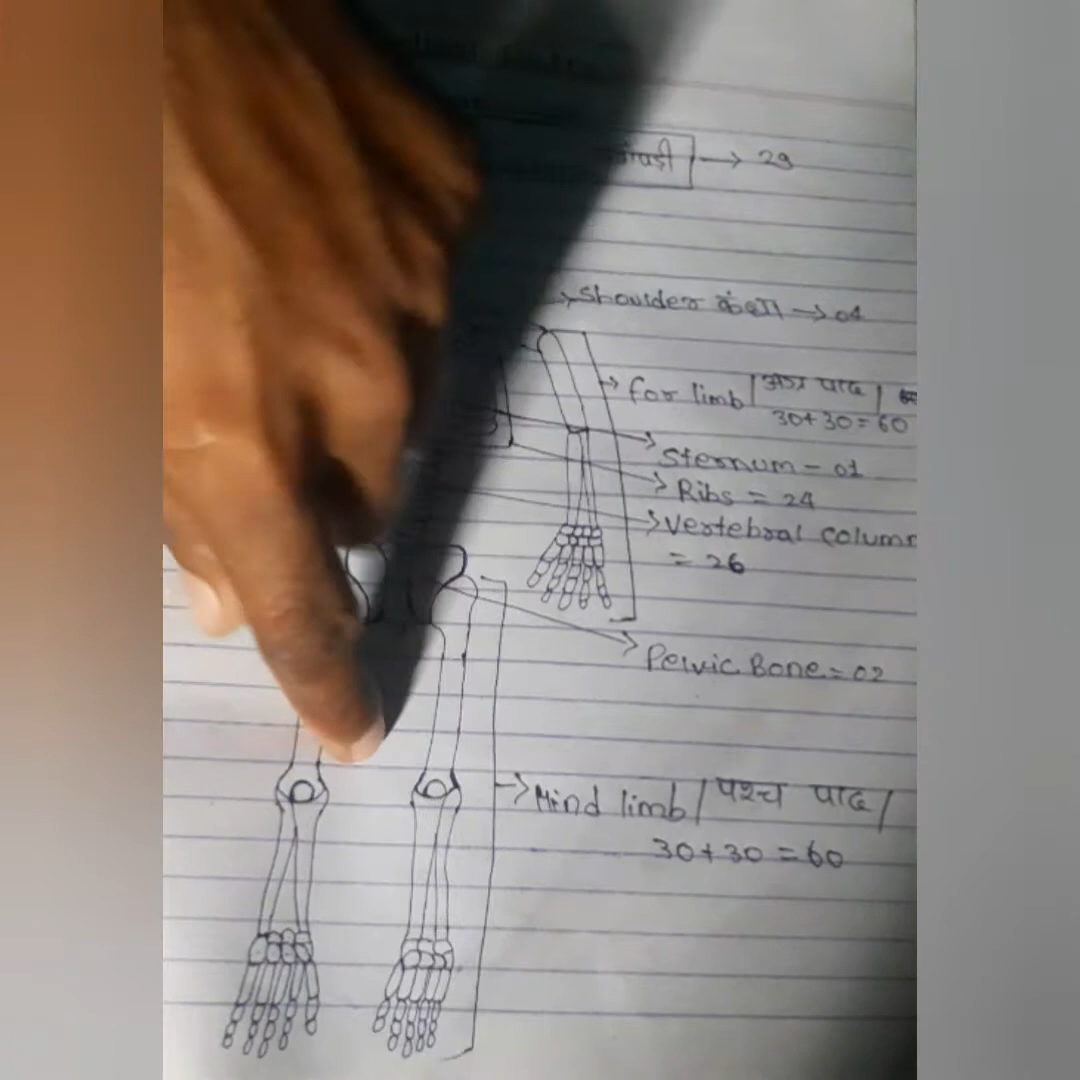 → 29
Shoulder कंधा → 04
for limb | अग्र पाद |
30+30=60
Sternum - 01
Ribs = 24
Vertebral column
= 26
Pelvic Bone = 02
Hind limb | पश्च पाद |
30+30 = 60